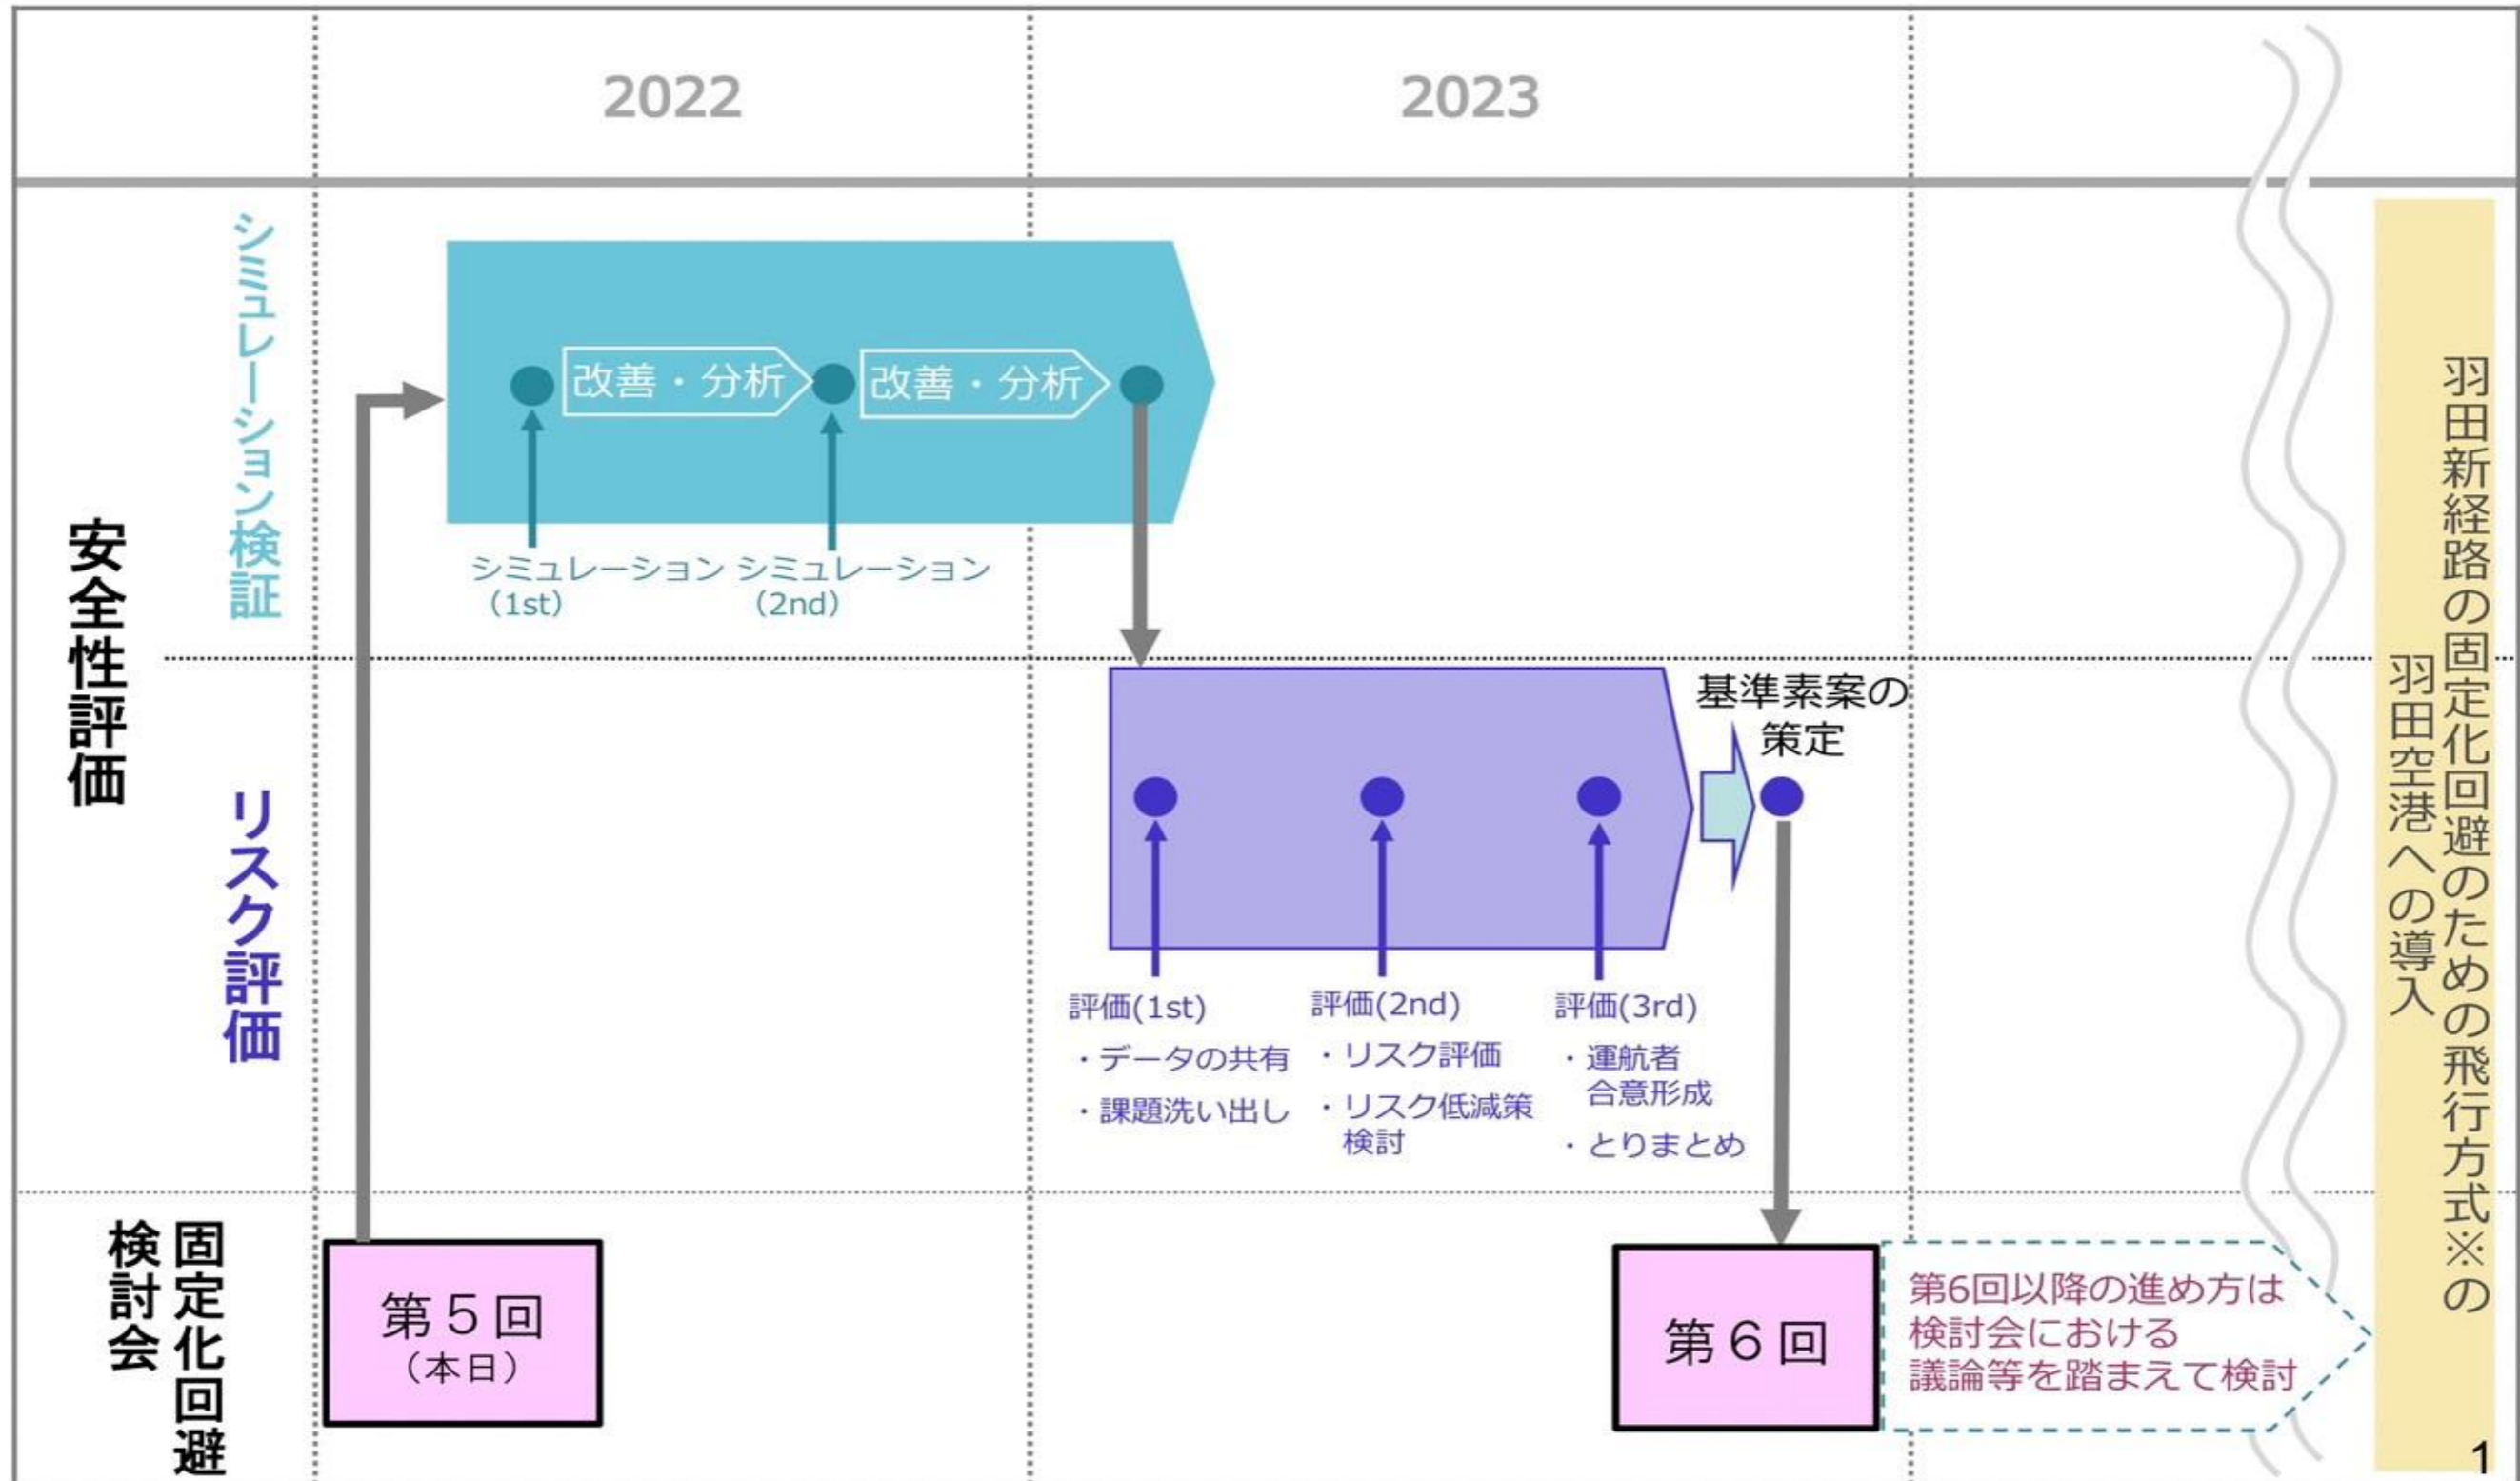 2022
2023
安全性評価
シミュレーション検証
改善・分析
改善・分析
シミュレーション
（1st）
シミュレーション
（2nd）
リスク評価
基準素案の
策定
評価(1st)
・データの共有
・課題洗い出し
評価(2nd)
・リスク評価
・リスク低減策
検討
評価(3rd)
・運航者
合意形成
・とりまとめ
固定化回避
検討会
第５回
（本日）
第６回
第6回以降の進め方は
検討会における
議論等を踏まえて検討
羽田新経路の固定化回避のための飛行方式※の
羽田空港への導入
1